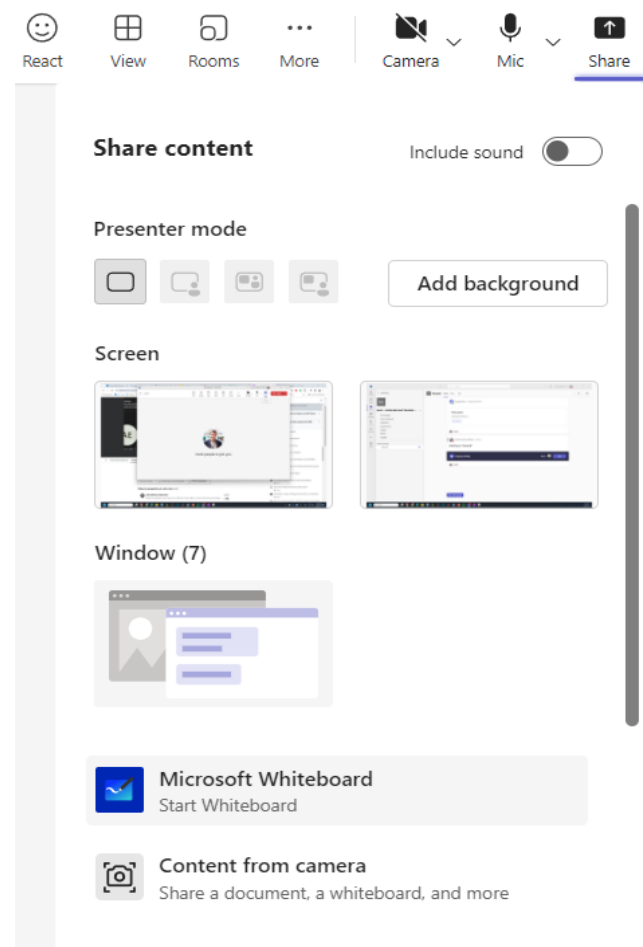 React View Rooms More Camera Mic Share
Share content Include sound
Presenter mode
Add background
Screen
Window (7)
Microsoft Whiteboard
Start Whiteboard
Content from camera
Share a document, a whiteboard, and more